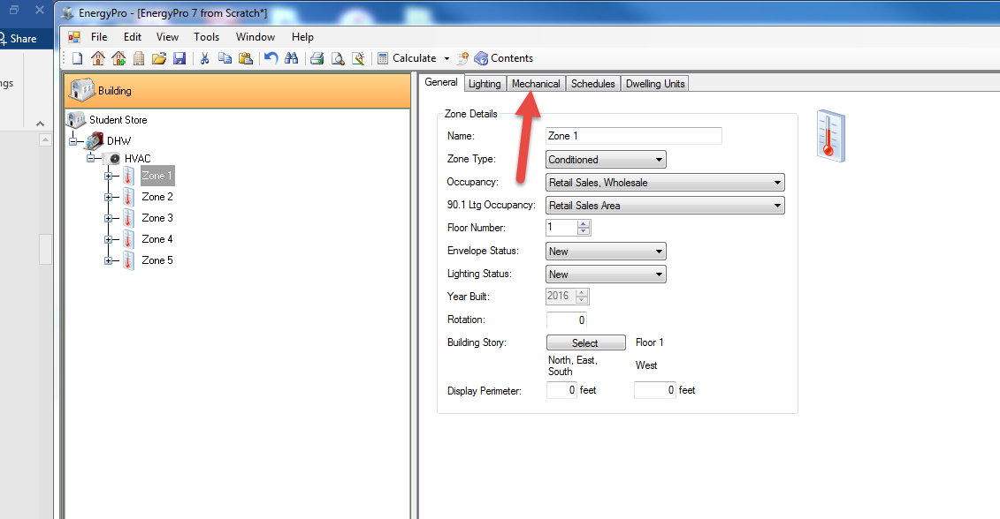 EnergyPro - [EnergyPro 7 from Scratch*]
Share
File Edit View Tools Window Help
Calculate Contents
ngs
Building
General Lighting Mechanical Schedules Dwelling Units
Student Store
DHW
HVAC
Zone 1
Zone 2
Zone 3
Zone 4
Zone 5
Zone Details
Name: Zone 1
Zone Type: Conditioned
Occupancy: Retail Sales, Wholesale
90.1 Ltg Occupancy: Retail Sales Area
Floor Number: 1
Envelope Status: New
Lighting Status: New
Year Built: 2016
Rotation: 0
Building Story: Select Floor 1
North, East,
South
West
Display Perimeter: 0 feet 0 feet